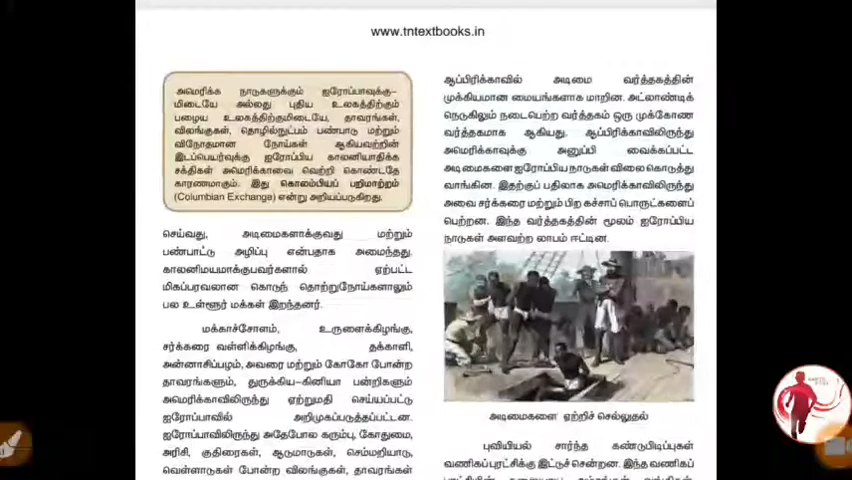 www.tntextbooks.in
அமெரிக்க நாடுகளுக்கும் ஐரோப்பாவுக்கு-
மிடையே அல்லது புதிய உலகத்திற்கும்
பழைய உலகத்திற்குமிடையே, தாவரங்கள்,
விலங்குகள், தொழில்நுட்பம் பண்பாடு மற்றும்
வினோதமான நோய்கள் ஆகியவற்றின்
இடப்பெயர்வுக்கு ஐரோப்பிய காலனியாதிக்க
சக்திகள் அமெரிக்காவை வெற்றி கொண்டதே
காரணமாகும். இது கொலம்பியப் பறிமாற்றம்
(Columbian Exchange) என்று அறியப்படுகிறது.
செய்வது, அடிமைகளாக்குவது மற்றும்
பண்பாட்டு அழிப்பு என்பதாக அமைந்தது.
காலனிமயமாக்குபவர்களால் ஏற்பட்ட
மிகப்பரவலான கொடுந் தொற்றுநோய்களாலும்
பல உள்ளூர் மக்கள் இறந்தனர்.
மக்காச்சோளம், உருளைக்கிழங்கு,
சர்க்கரை வள்ளிக்கிழங்கு, தக்காளி,
அன்னாசிப்பழம், அவரை மற்றும் கோகோ போன்ற
தாவரங்களும், துருக்கிய-கினியா பன்றிகளும்
அமெரிக்காவிலிருந்து ஏற்றுமதி செய்யப்பட்டு
ஐரோப்பாவில் அறிமுகப்படுத்தப்பட்டன.
ஐரோப்பாவிலிருந்து அதேபோல கரும்பு, கோதுமை,
அரிசி, குதிரைகள், ஆடுமாடுகள், செம்மறியாடு,
வெள்ளாடுகள் போன்ற விலங்குகள், தாவரங்கள்
ஆப்பிரிக்காவில் அடிமை வர்த்தகத்தின்
முக்கியமான மையங்களாக மாறின. அட்லாண்டிக்
நெடுகிலும் நடைபெற்ற வர்த்தகம் ஒரு முக்கோண
வர்த்தகமாக ஆகியது. ஆப்பிரிக்காவிலிருந்து
அமெரிக்காவுக்கு அனுப்பி வைக்கப்பட்ட
அடிமைகளை ஐரோப்பிய நாடுகள் விலை கொடுத்து
வாங்கின. இதற்குப் பதிலாக அமெரிக்காவிலிருந்து
அவை சர்க்கரை மற்றும் பிற கச்சாப் பொருட்களைப்
பெற்றன. இந்த வர்த்தகத்தின் மூலம் ஐரோப்பிய
நாடுகள் அளவற்ற லாபம் ஈட்டின.
அடிமைகளை ஏற்றிச் செல்லுதல்
புவியியல் சார்ந்த கண்டுபிடிப்புகள்
வணிகப்புரட்சிக்கு இட்டுச் சென்றன. இந்த வணிகப்